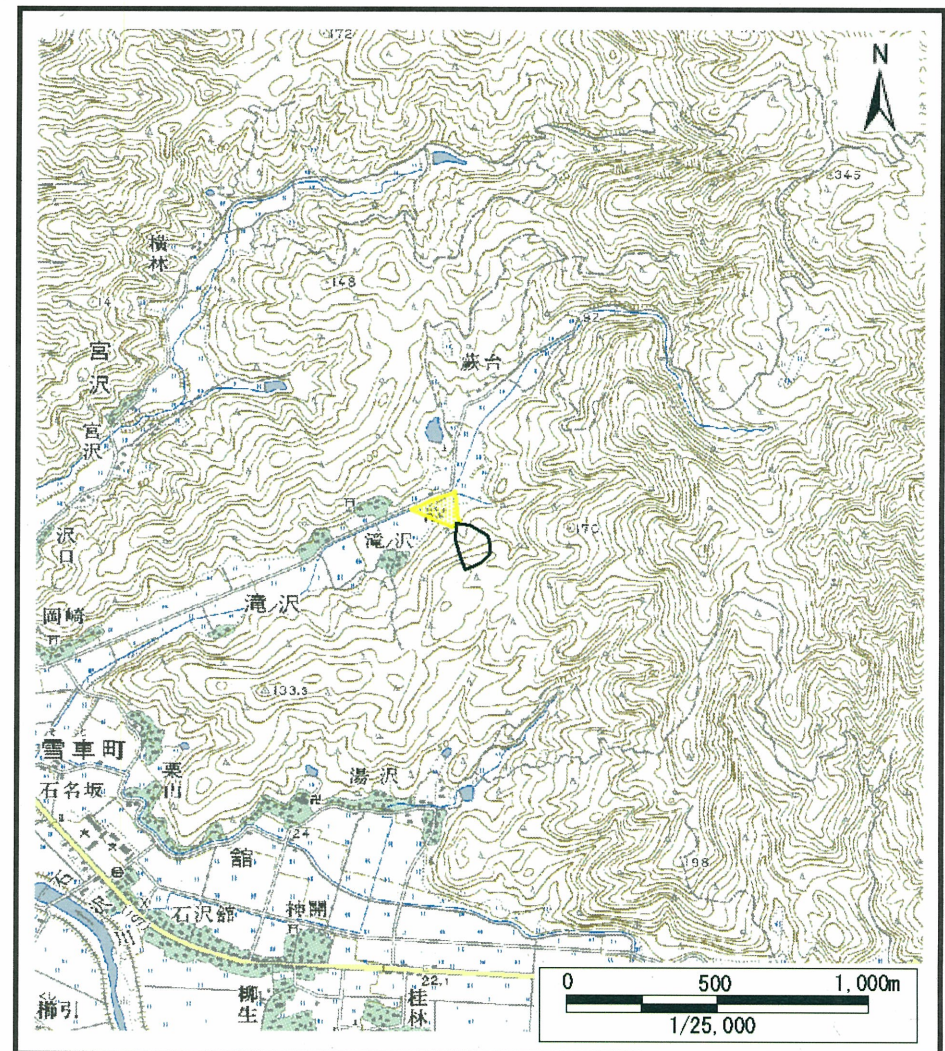 172
N
345
横林
148
14
87
宮沢
蕨台
宮沢
沢口
170
滝ノ沢
滝ノ沢
岡崎
133.3
雪車町
栗山
湯沢
石名坂
24
舘
198
石沢舘
神開
22.1
柳生
桂林
櫛引
0 500 1,000m
1/25,000